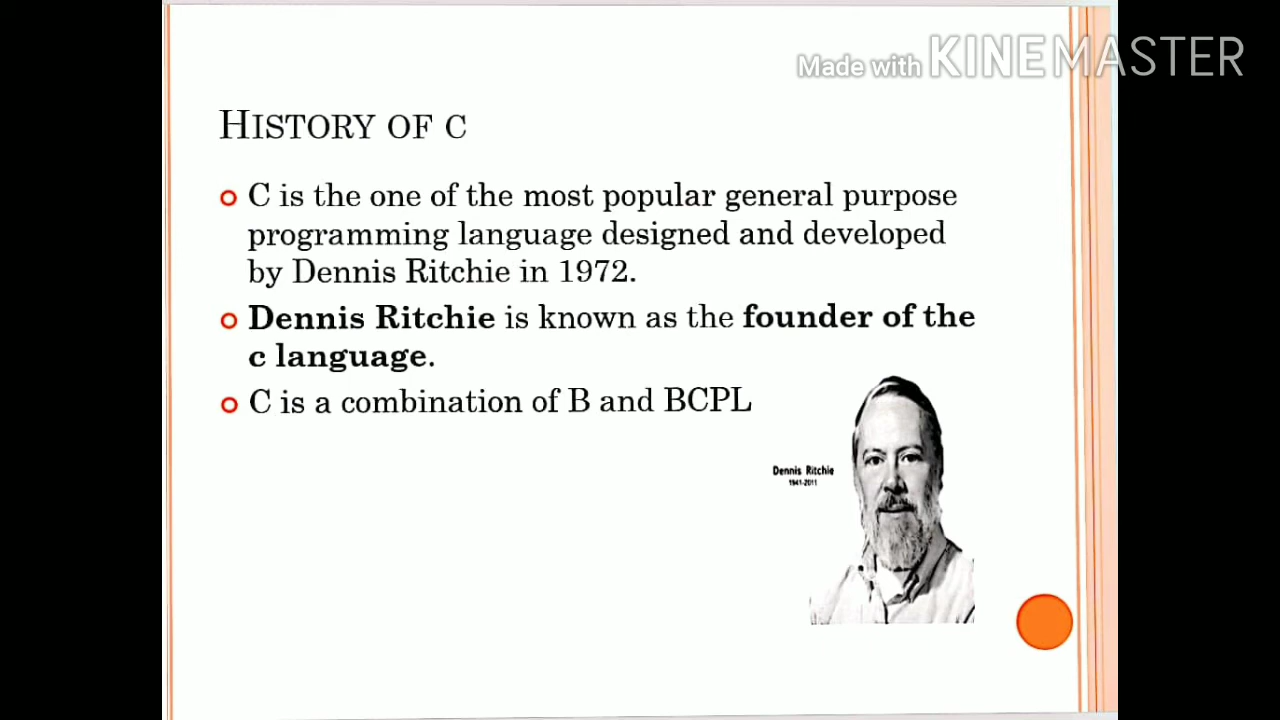 Made with KINEMASTER
HISTORY OF C
C is the one of the most popular general purpose
programming language designed and developed
by Dennis Ritchie in 1972.
Dennis Ritchie is known as the founder of the
c language.
C is a combination of B and BCPL
Dennis Ritchie
1941-2011